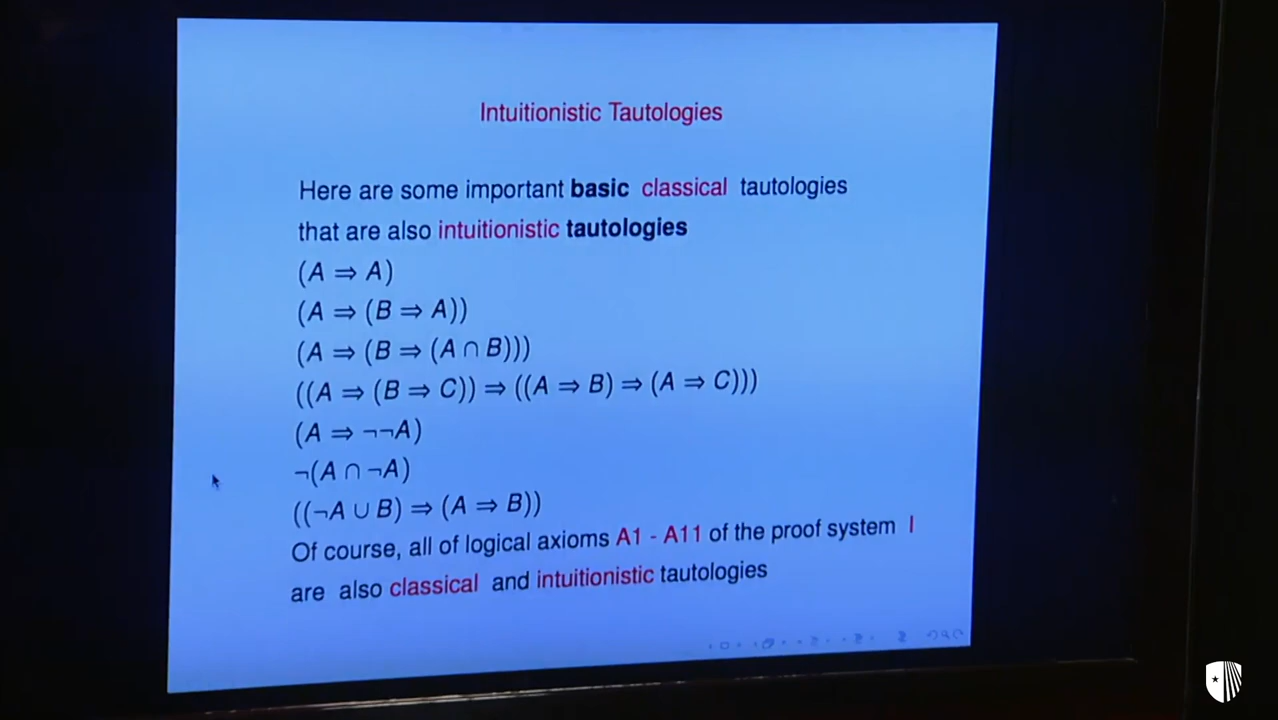 Intuitionistic Tautologies
Here are some important basic classical tautologies
that are also intuitionistic tautologies
(A ⇒ A)
(A ⇒ (B ⇒ A))
(A ⇒ (B ⇒ (A ∩ B)))
((A ⇒ (B ⇒ C)) ⇒ ((A ⇒ B) ⇒ (A ⇒ C)))
(A ⇒ ¬¬A)
¬(A ∩ ¬A)
((¬A ∪ B) ⇒ (A ⇒ B))
Of course, all of logical axioms A1 - A11 of the proof system I
are also classical and intuitionistic tautologies